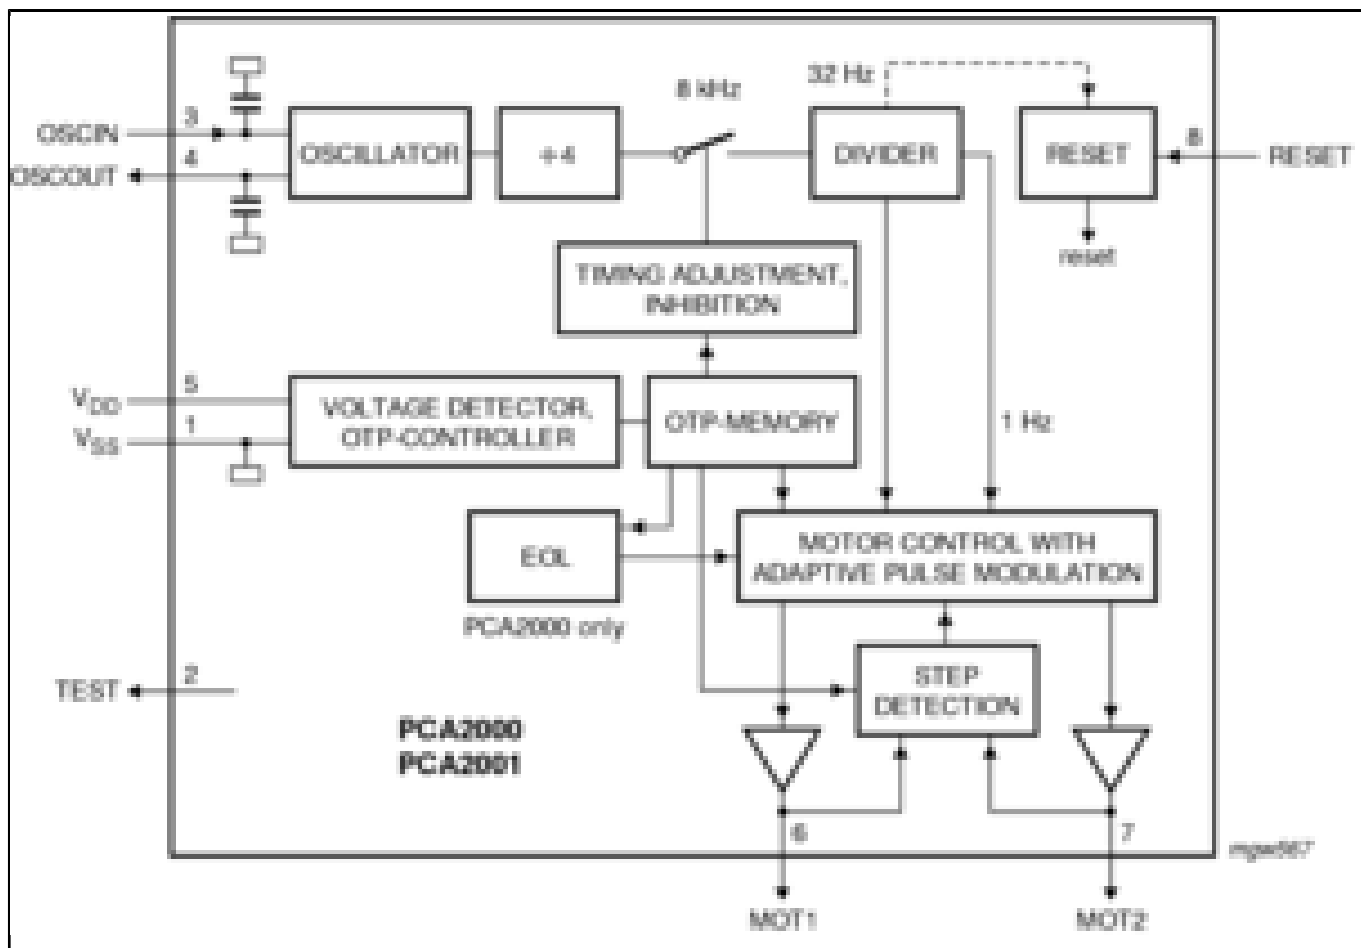 32 Hz
8 kHz
3
OSCIN
OSCILLATOR
÷4
DIVIDER
RESET
8
RESET
4
OSCOUT
reset
TIMING ADJUSTMENT,
INHIBITION
5
VDD
VOLTAGE DETECTOR,
OTP-CONTROLLER
OTP-MEMORY
1 Hz
1
VSS
EOL
MOTOR CONTROL WITH
ADAPTIVE PULSE MODULATION
PCA2000 only
2
TEST
STEP
DETECTION
PCA2000
PCA2001
6
7
mgw567
MOT1
MOT2